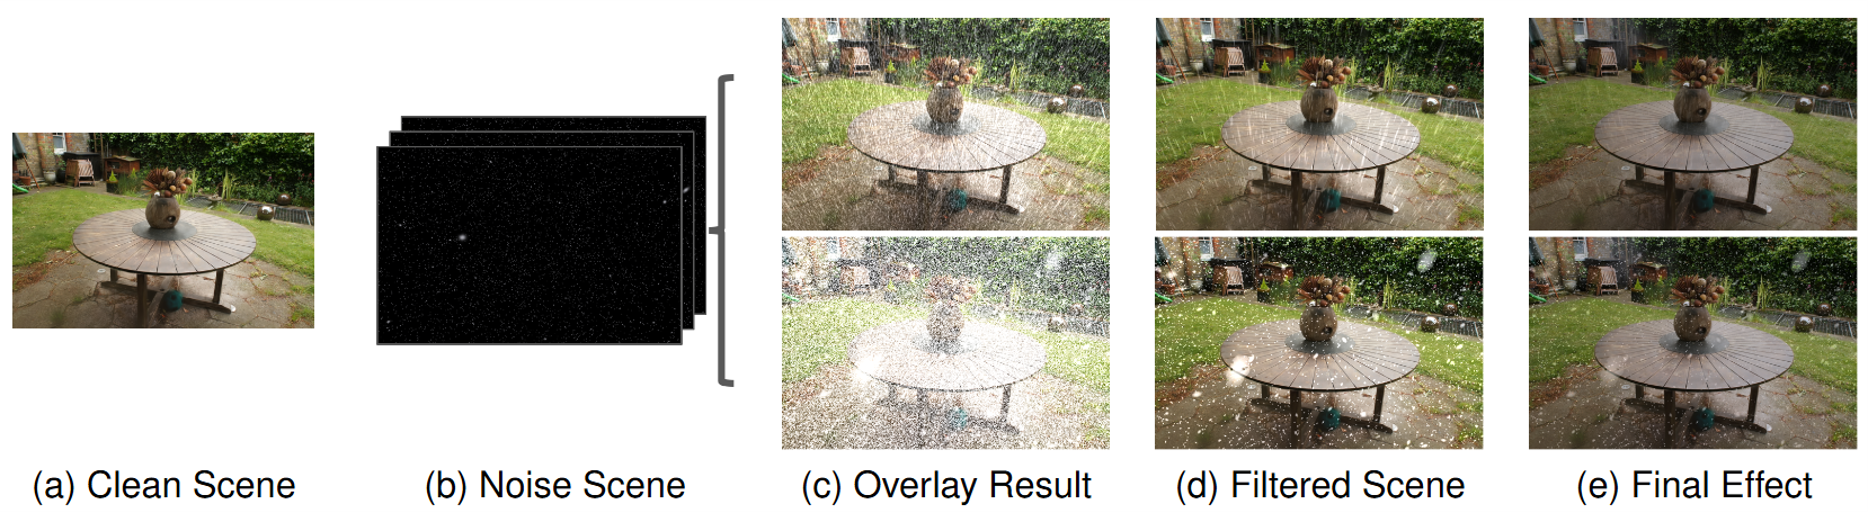 (a) Clean Scene
(b) Noise Scene
(c) Overlay Result
(d) Filtered Scene
(e) Final Effect